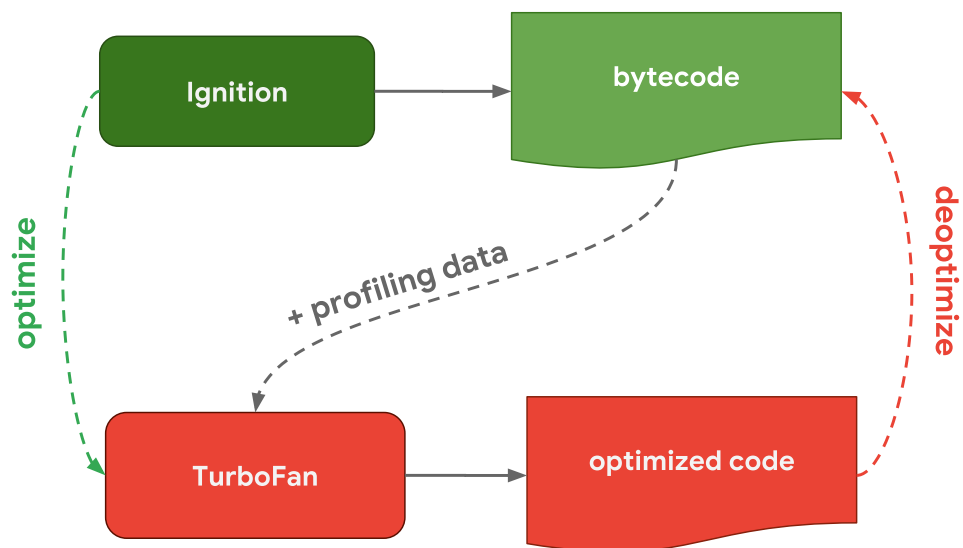 Ignition
bytecode
optimize
+ profiling data
deoptimize
TurboFan
optimized code